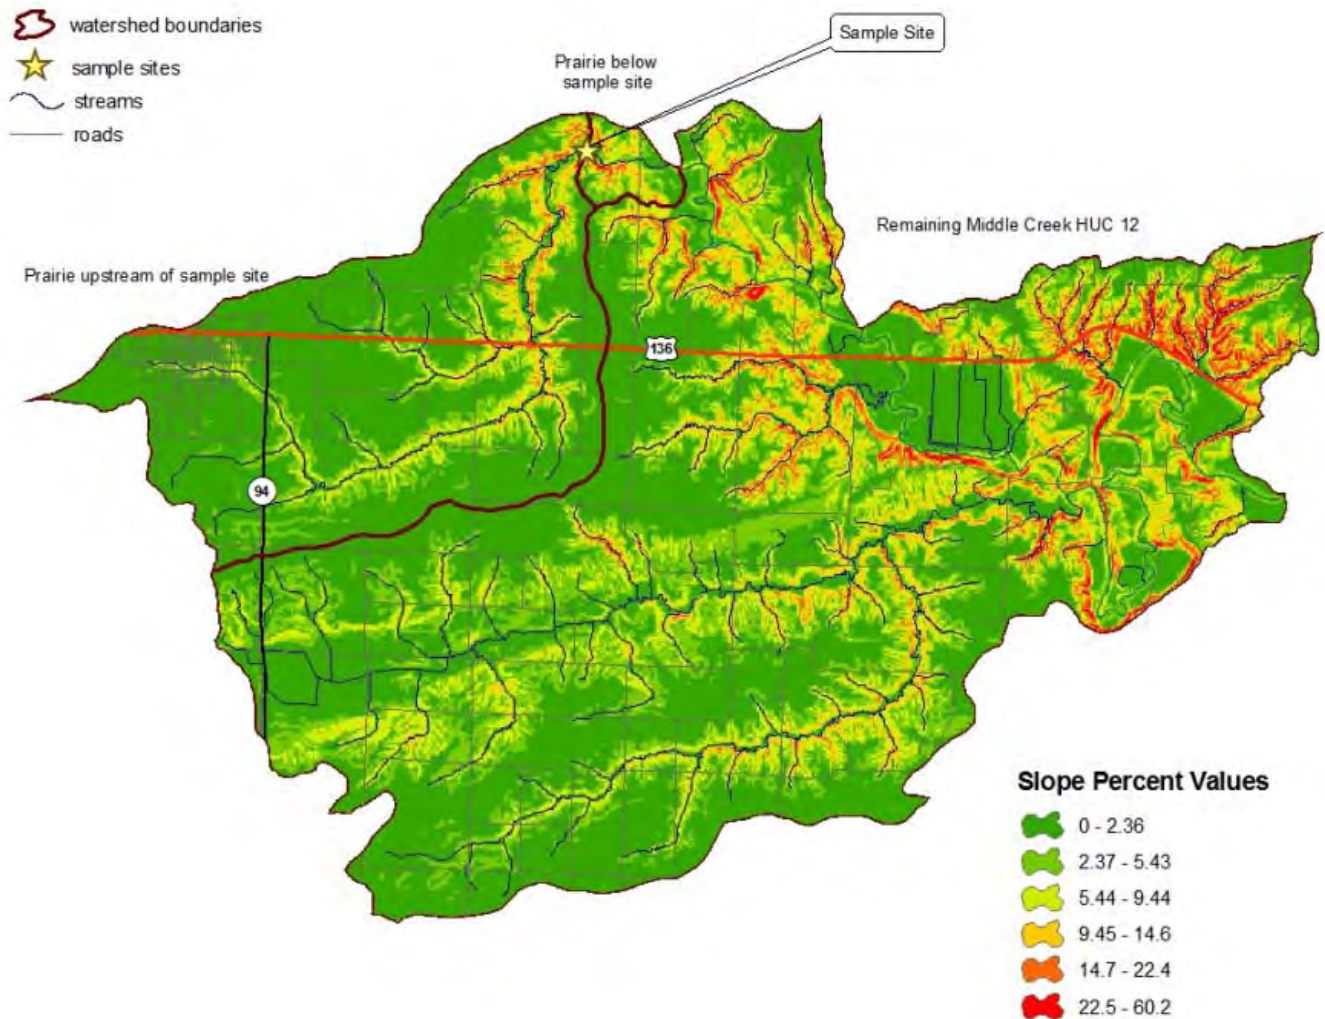 watershed boundaries
sample sites
streams
roads
Sample Site
Prairie below
sample site
Remaining Middle Creek HUC 12
Prairie upstream of sample site
136
94
Slope Percent Values
0 - 2.36
2.37 - 5.43
5.44 - 9.44
9.45 - 14.6
14.7 - 22.4
22.5 - 60.2